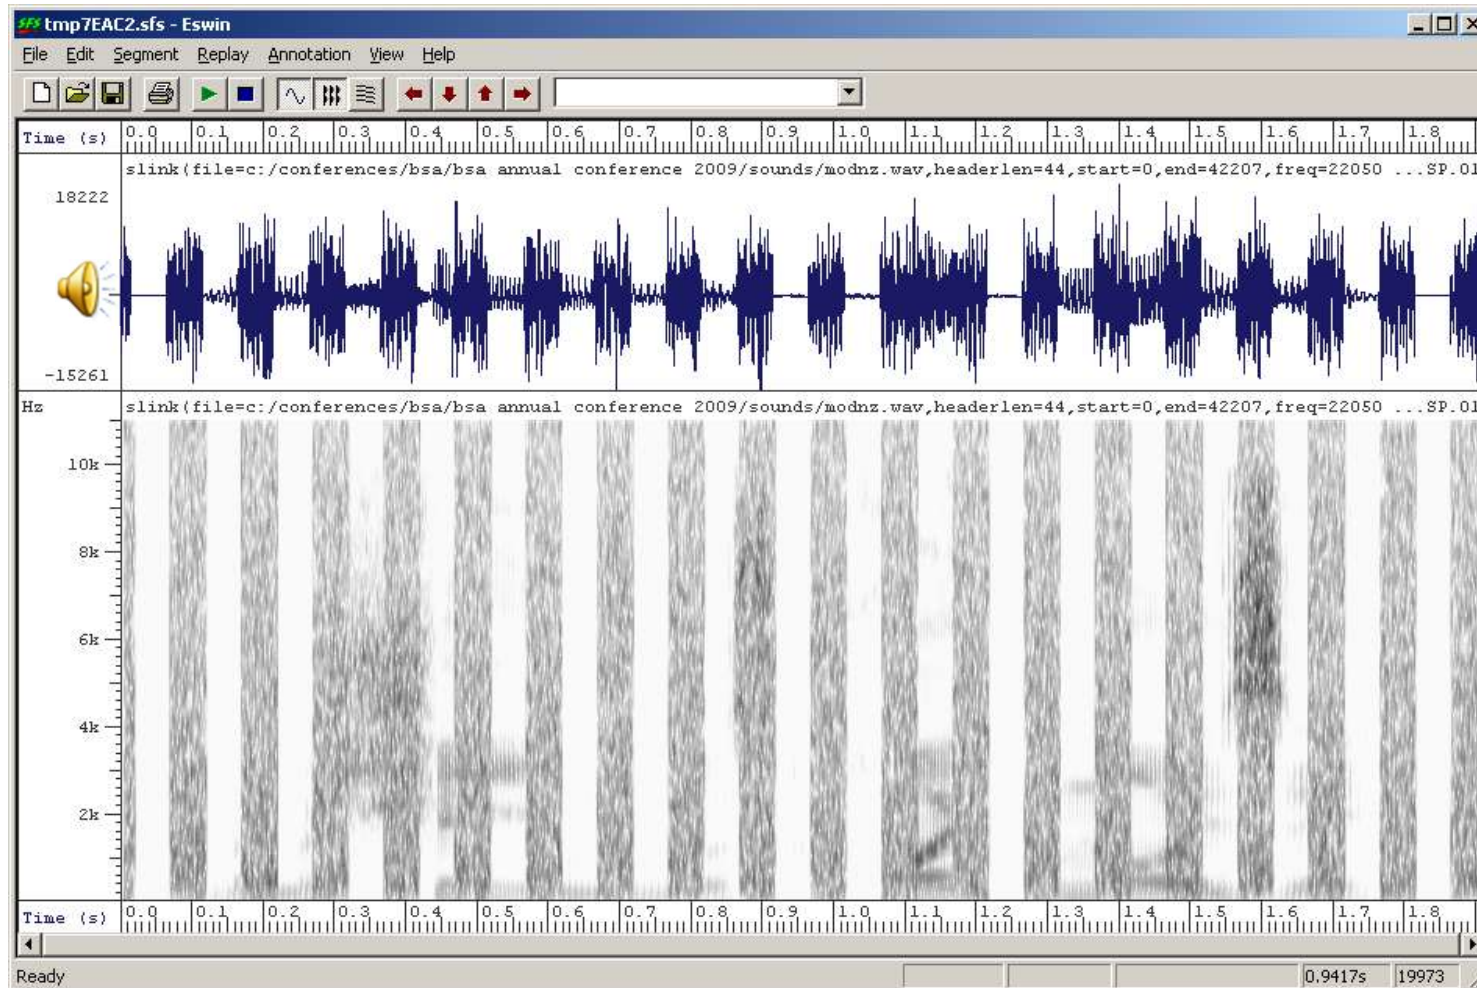 SFS tmp7EAC2.sfs - Eswin
File Edit Segment Replay Annotation View Help
Time (s) 0.0 0.1 0.2 0.3 0.4 0.5 0.6 0.7 0.8 0.9 1.0 1.1 1.2 1.3 1.4 1.5 1.6 1.7 1.8
slink(file=c:/conferences/bsa/bsa annual conference 2009/sounds/modnz.wav,headerlen=44,start=0,end=42207,freq=22050 ...SP.01
18222
-15261
Hz slink(file=c:/conferences/bsa/bsa annual conference 2009/sounds/modnz.wav,headerlen=44,start=0,end=42207,freq=22050 ...SP.01
10k
8k
6k
4k
2k
Time (s) 0.0 0.1 0.2 0.3 0.4 0.5 0.6 0.7 0.8 0.9 1.0 1.1 1.2 1.3 1.4 1.5 1.6 1.7 1.8
Ready 0.9417s 19973